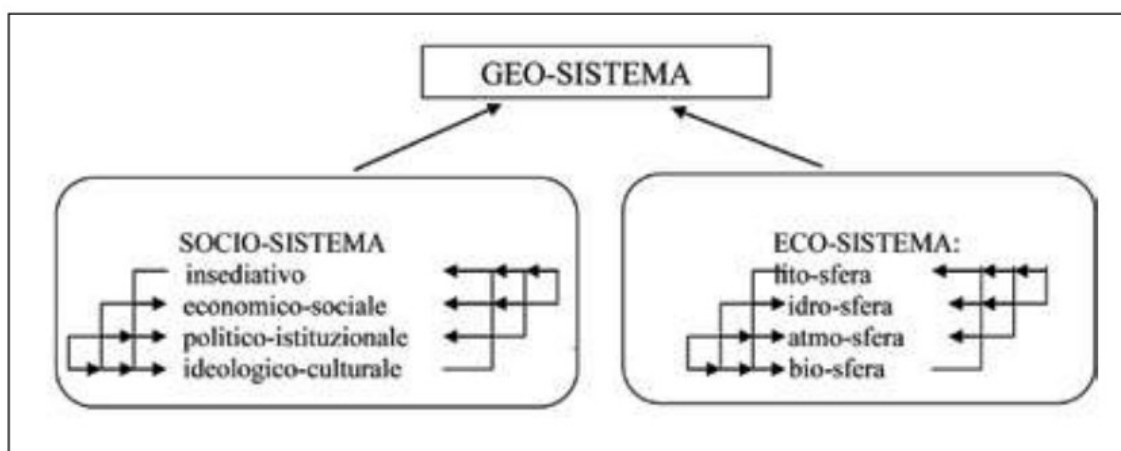 GEO-SISTEMA
SOCIO-SISTEMA
insediativo
economico-sociale
politico-istituzionale
ideologico-culturale
ECO-SISTEMA:
lito-sfera
idro-sfera
atmo-sfera
bio-sfera